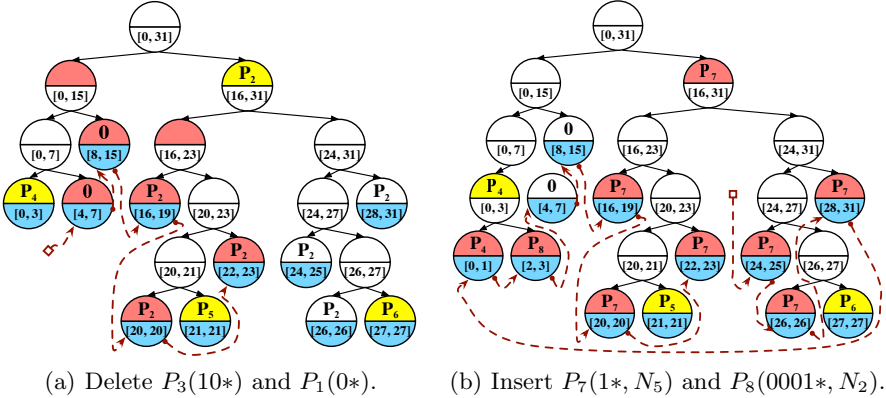 [0, 31]
P2
[0, 15]
[16, 31]
0
[0, 7]
[8, 15]
[16, 23]
[24, 31]
P4
0
P2
P2
[0, 3]
[4, 7]
[16, 19]
[20, 23]
[24, 27]
[28, 31]
P2
P2
[20, 21]
[22, 23]
[24, 25]
[26, 27]
P2
P5
P2
P6
[20, 20]
[21, 21]
[26, 26]
[27, 27]
(a) Delete P3(10*) and P1(0*).
[0, 31]
P7
[0, 15]
[16, 31]
0
[0, 7]
[8, 15]
[16, 23]
[24, 31]
P4
0
P7
P7
[0, 3]
[4, 7]
[16, 19]
[20, 23]
[24, 27]
[28, 31]
P4
P8
P7
P7
[0, 1]
[2, 3]
[20, 21]
[22, 23]
[24, 25]
[26, 27]
P7
P5
P7
P6
[20, 20]
[21, 21]
[26, 26]
[27, 27]
(b) Insert P7(1*, N5) and P8(0001*, N2).